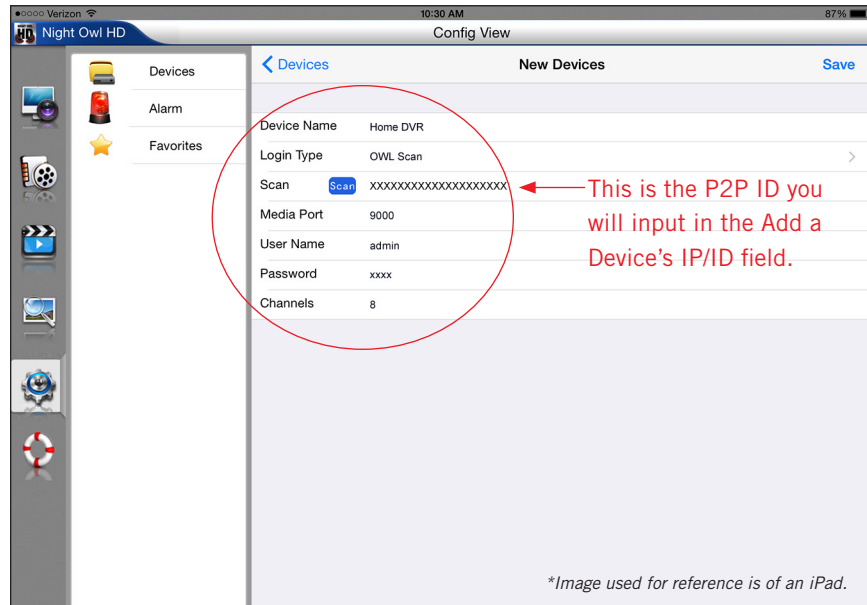 Verizon 10:30 AM 87%
HD Night Owl HD Config View
Devices
Alarm
Favorites
Devices New Devices Save
Device Name Home DVR
Login Type OWL Scan
Scan Scan XXXXXXXXXXXXXXXXXXXXX
Media Port 9000
User Name admin
Password xxxx
Channels 8
This is the P2P ID you
will input in the Add a
Device's IP/ID field.
*Image used for reference is of an iPad.